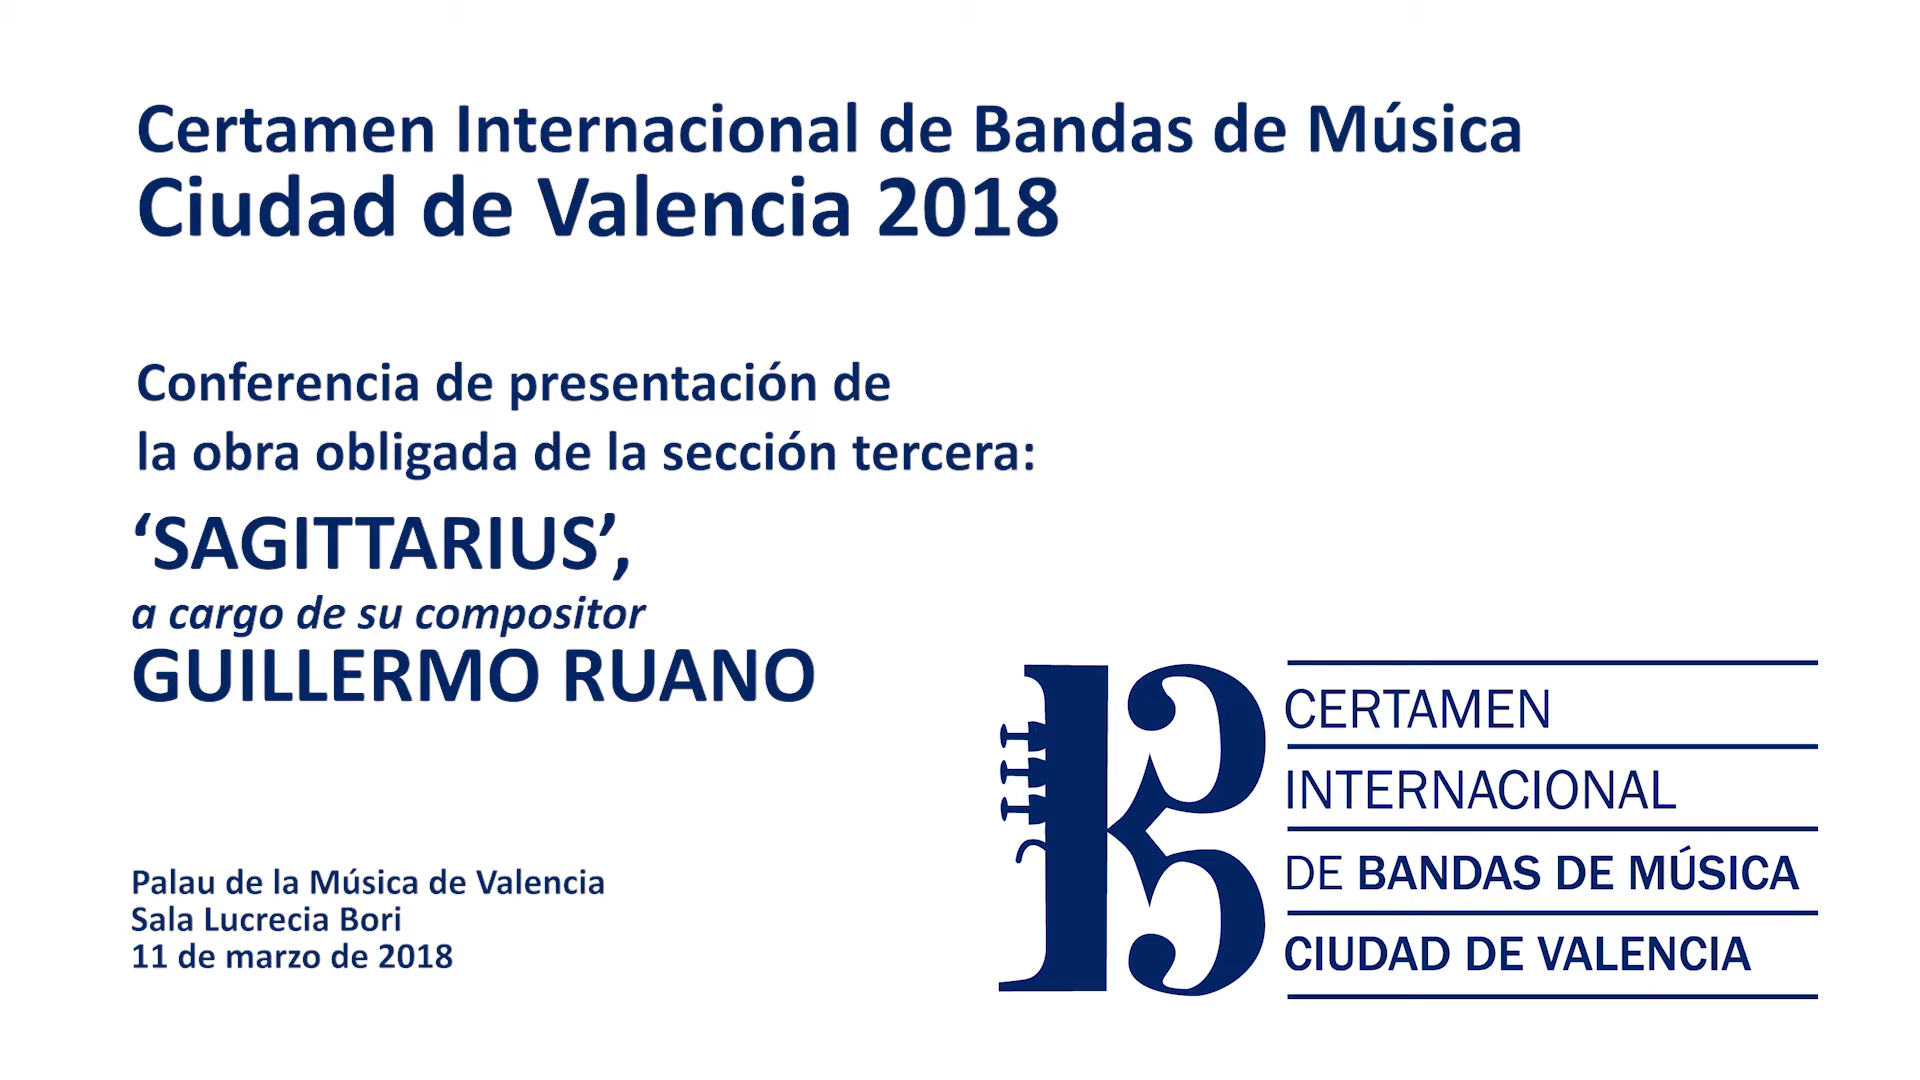 Certamen Internacional de Bandas de Música
Ciudad de Valencia 2018
Conferencia de presentación de
la obra obligada de la sección tercera:
‘SAGITTARIUS’,
a cargo de su compositor
GUILLERMO RUANO
Palau de la Música de Valencia
Sala Lucrecia Bori
11 de marzo de 2018
CERTAMEN
INTERNACIONAL
DE BANDAS DE MÚSICA
CIUDAD DE VALENCIA